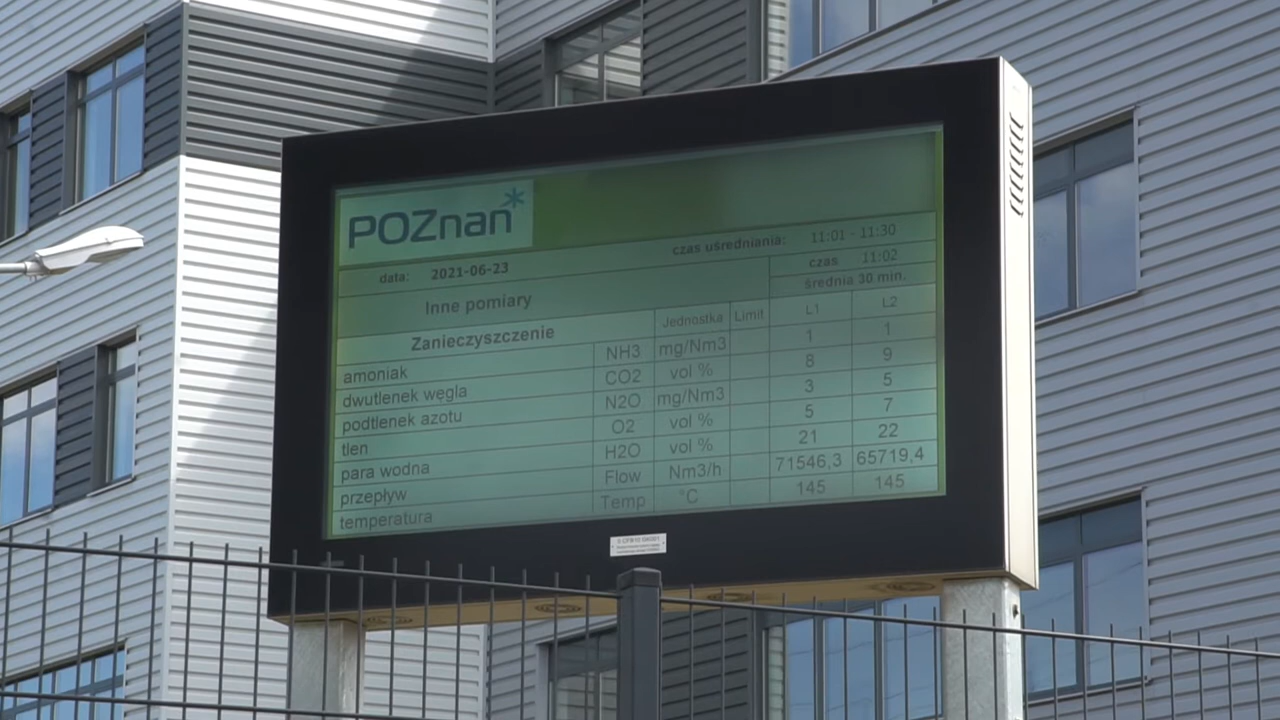 POZnan*
data: 2021-06-23 czas uśredniania: 11:01 - 11:30
Inne pomiary czas 11:02
średnia 30 min.
Zanieczyszczenie Jednostka Limit L1 L2
amoniak NH3 mg/Nm3 1 1
dwutlenek węgla CO2 vol % 8 9
podtlenek azotu N2O mg/Nm3 3 5
tlen O2 vol % 5 7
para wodna H2O vol % 21 22
przepływ Flow Nm3/h 71546,3 65719,4
temperatura Temp °C 145 145